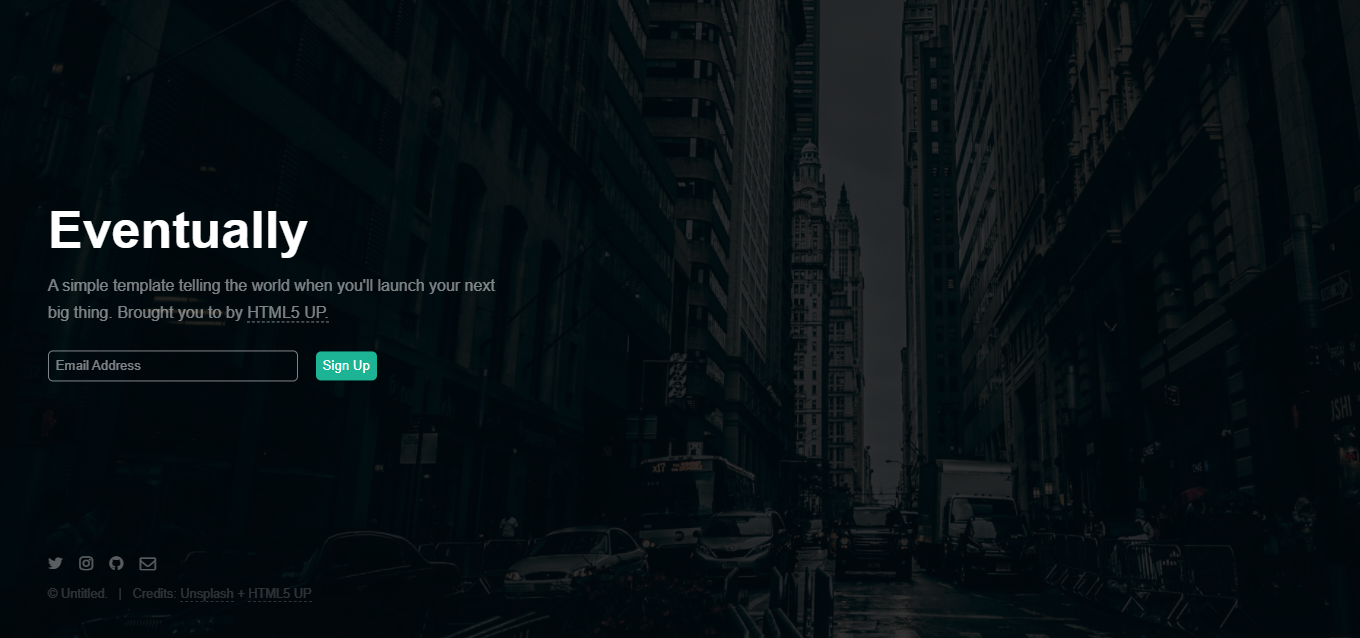 Eventually
A simple template telling the world when you'll launch your next
big thing. Brought you to by HTML5 UP.
Email Address
Sign Up
x17
© Untitled. | Credits: Unsplash + HTML5 UP